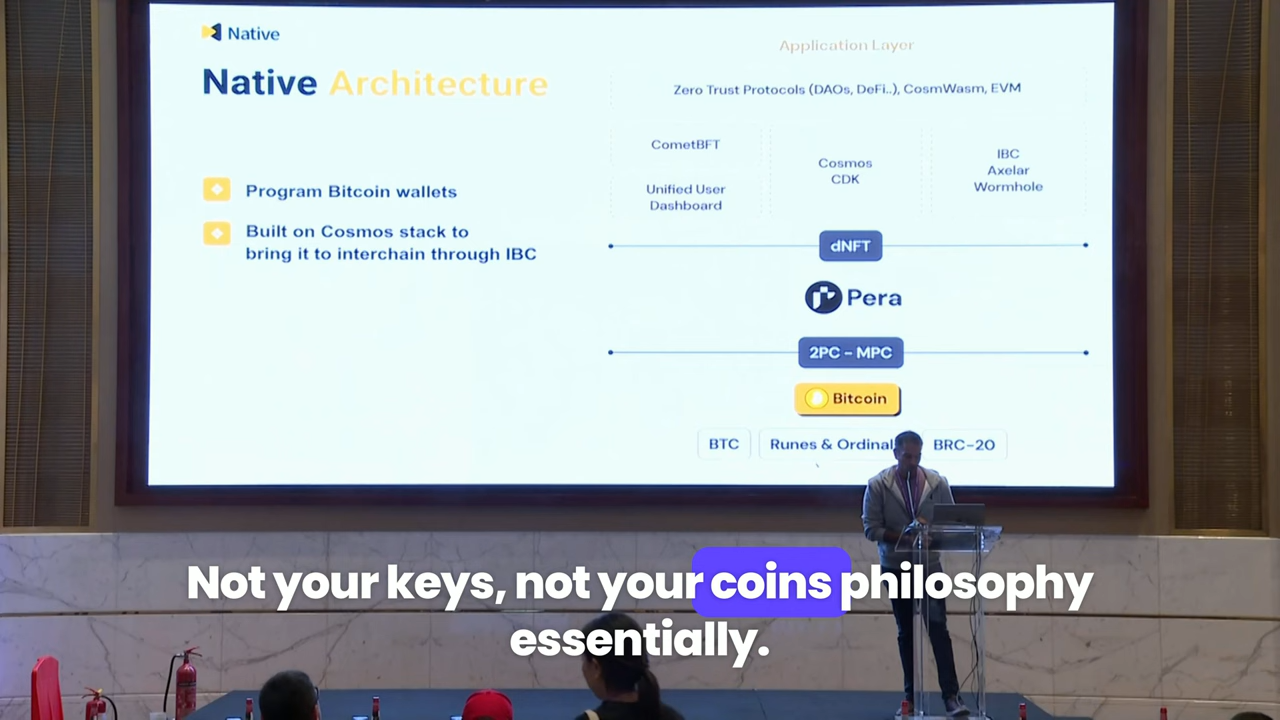 Native
Native Architecture
Program Bitcoin wallets
Built on Cosmos stack to
bring it to interchain through IBC
Application Layer
Zero Trust Protocols (DAOs, DeFi..), CosmWasm, EVM
CometBFT
Unified User
Dashboard
Cosmos
CDK
IBC
Axelar
Wormhole
dNFT
Pera
2PC - MPC
Bitcoin
BTC
Runes & Ordinal
BRC-20
Not your keys, not your coins philosophy
essentially.